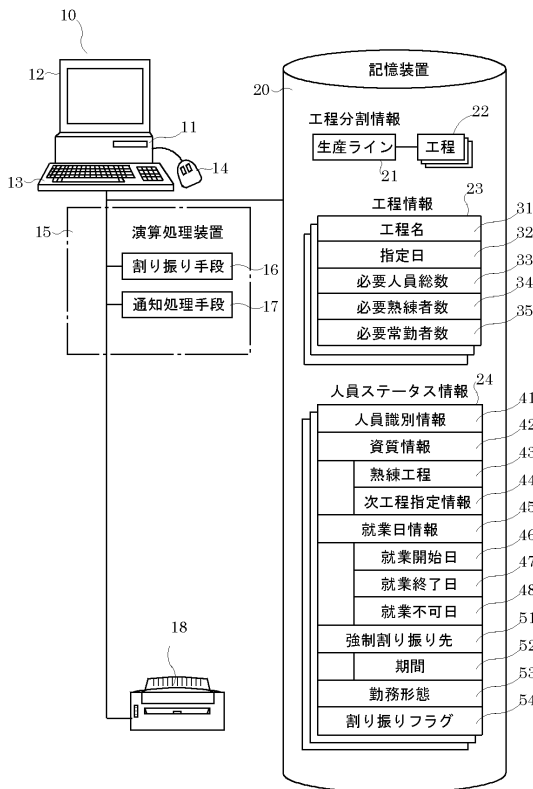 10
12
11
14
13
15
演算処理装置
割り振り手段
16
通知処理手段
17
18
記憶装置
20
工程分割情報
22
生産ライン
工程
21
工程情報
23
工程名
31
指定日
32
必要人員総数
33
必要熟練者数
34
必要常勤者数
35
人員ステータス情報
24
人員識別情報
41
資質情報
42
熟練工程
43
次工程指定情報
44
就業日情報
45
就業開始日
46
就業終了日
47
就業不可日
48
強制割り振り先
51
期間
52
勤務形態
53
割り振りフラグ
54